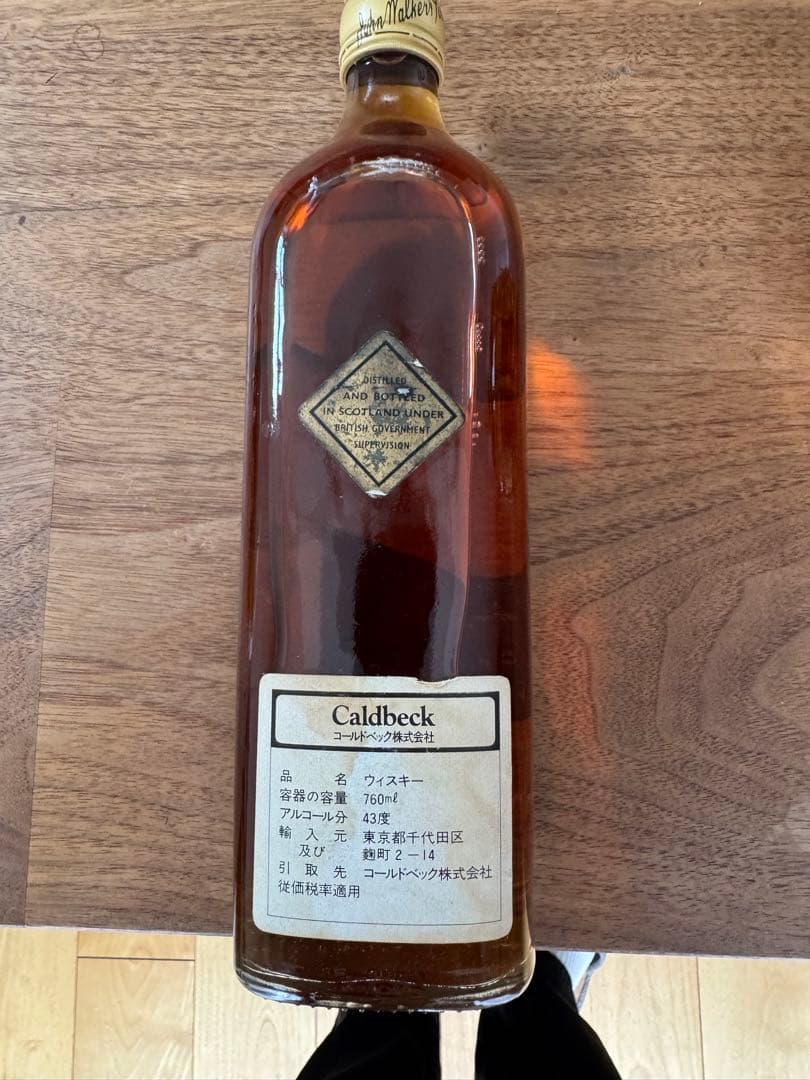 John Walker
DISTILLED
AND BOTTLED
IN SCOTLAND UNDER
BRITISH GOVERNMENT
SUPERVISION
Caldbeck
コールドベック株式会社
品名 ウィスキー
容器の容量 760ml
アルコール分 43度
輸入元 東京都千代田区
及び 麹町2-14
引取先 コールドベック株式会社
従価税率適用